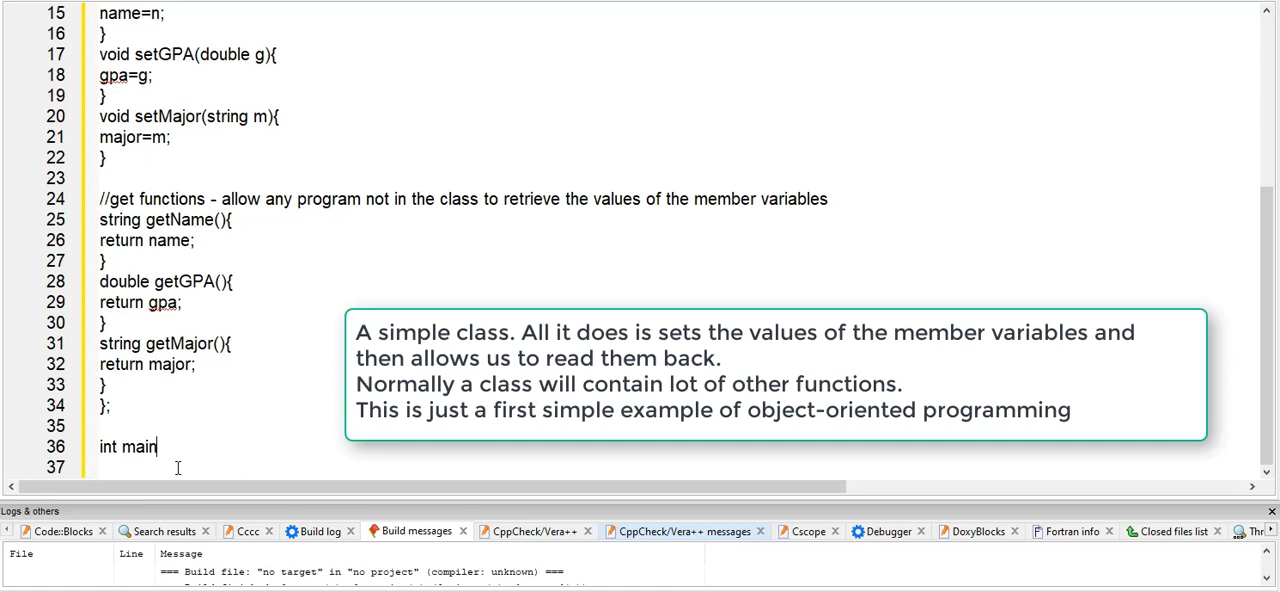 15 name=n;
16 }
17 void setGPA(double g){
18 gpa=g;
19 }
20 void setMajor(string m){
21 major=m;
22 }
23
24 //get functions - allow any program not in the class to retrieve the values of the member variables
25 string getName(){
26 return name;
27 }
28 double getGPA(){
29 return gpa;
30 }
31 string getMajor(){
32 return major;
33 }
34 };
35
36 int main
37
A simple class. All it does is sets the values of the member variables and
then allows us to read them back.
Normally a class will contain lot of other functions.
This is just a first simple example of object-oriented programming
Logs & others
Code::Blocks Search results Cccc Build log Build messages CppCheck/Vera++ CppCheck/Vera++ messages Cscope Debugger DoxyBlocks Fortran info Closed files list Thr
File Line Message
=== Build file: "no target" in "no project" (compiler: unknown) ===